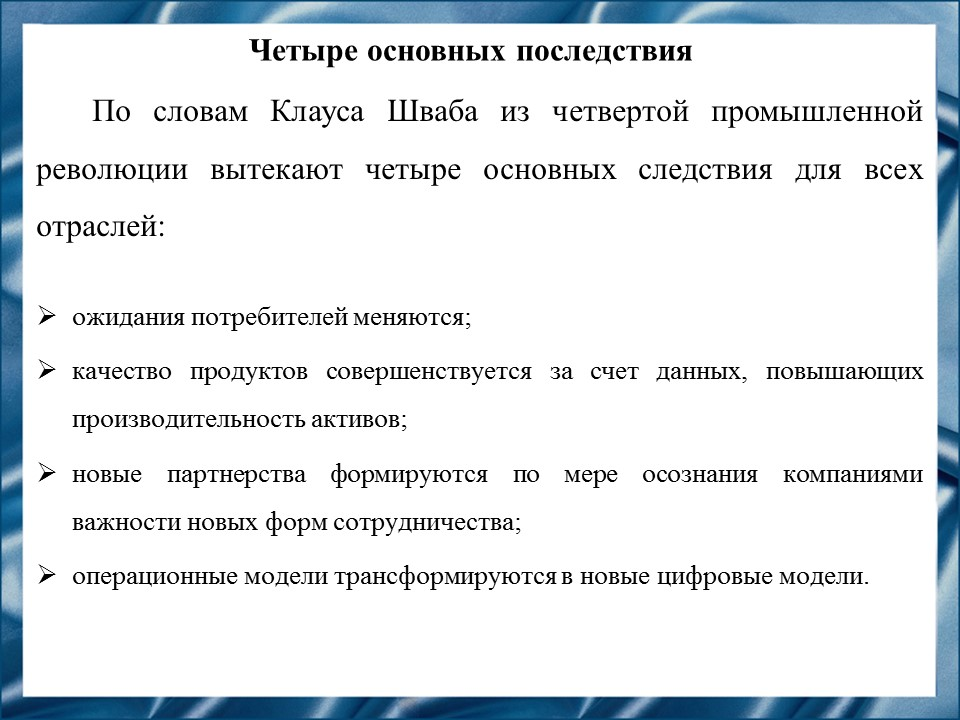 Четыре основных последствия
По словам Клауса Шваба из четвертой промышленной
революции вытекают четыре основных следствия для всех
отраслей:
ожидания потребителей меняются;
качество продуктов совершенствуется за счет данных, повышающих
производительность активов;
новые партнерства формируются по мере осознания компаниями
важности новых форм сотрудничества;
операционные модели трансформируются в новые цифровые модели.